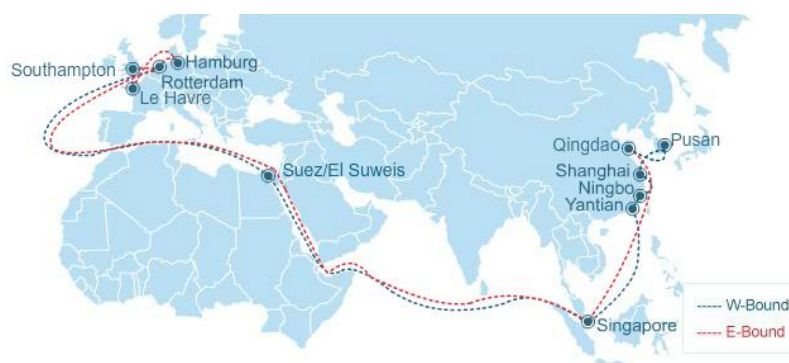 Southampton
Hamburg
Rotterdam
Le Havre
Suez/El Suweis
Qingdao
Pusan
Shanghai
Ningbo
Yantian
Singapore
W-Bound
E-Bound